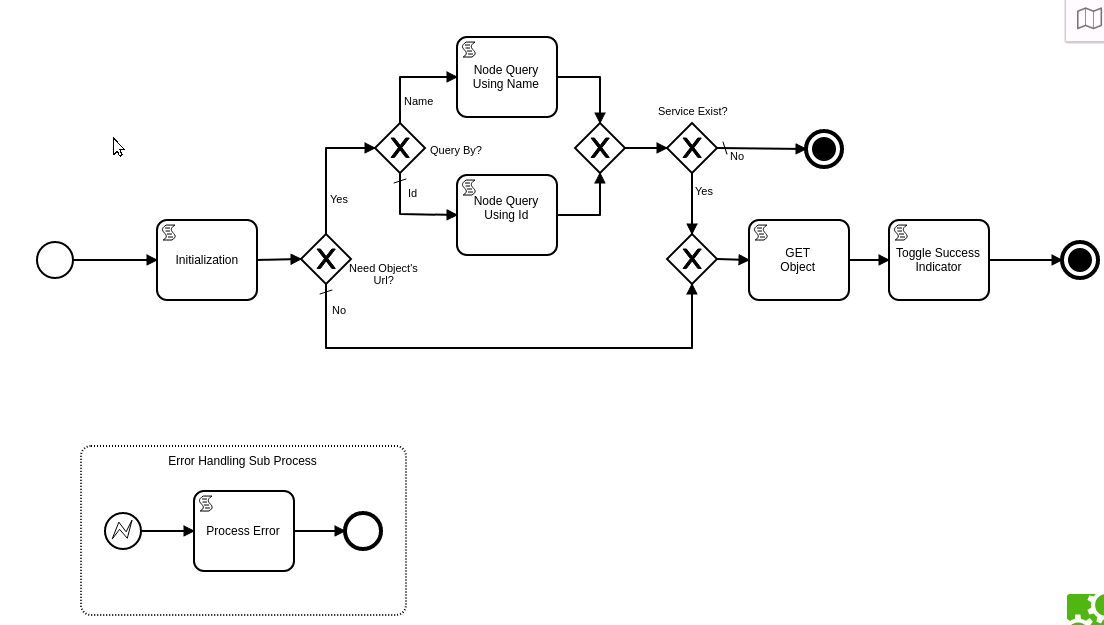 Node Query
Using Name
Name
Service Exist?
Query By?
No
Id
Node Query
Using Id
Yes
Yes
Initialization
Need Object's
Url?
GET
Object
Toggle Success
Indicator
No
Error Handling Sub Process
Process Error